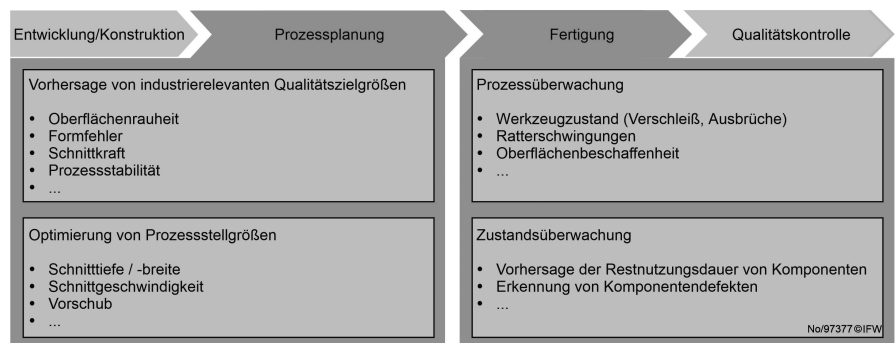 Entwicklung/Konstruktion
Prozessplanung
Fertigung
Qualitätskontrolle
Vorhersage von industrierelevanten Qualitätszielgrößen
• Oberflächenrauheit
• Formfehler
• Schnittkraft
• Prozessstabilität
• ...
Optimierung von Prozessstellgrößen
• Schnitttiefe / -breite
• Schnittgeschwindigkeit
• Vorschub
• ...
Prozessüberwachung
• Werkzeugzustand (Verschleiß, Ausbrüche)
• Ratterschwingungen
• Oberflächenbeschaffenheit
• ...
Zustandsüberwachung
• Vorhersage der Restnutzungsdauer von Komponenten
• Erkennung von Komponentendefekten
• ...
No/97377©IFW